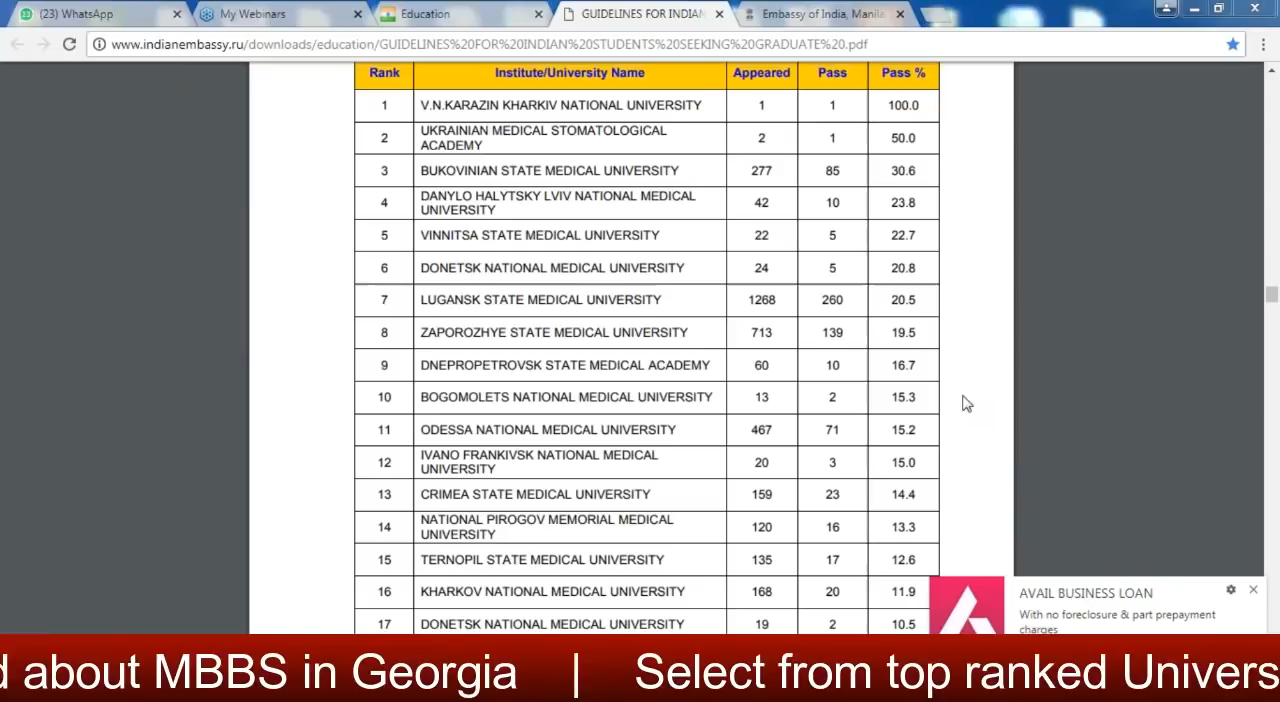 (23) WhatsApp
My Webinars
Education
GUIDELINES FOR INDIAN
Embassy of India, Manila
www.indianembassy.ru/downloads/education/GUIDELINES%20FOR%20INDIAN%20STUDENTS%20SEEKING%20GRADUATE%20.pdf
Rank Institute/University Name Appeared Pass Pass %
1 V.N.KARAZIN KHARKIV NATIONAL UNIVERSITY 1 1 100.0
2 UKRAINIAN MEDICAL STOMATOLOGICAL
ACADEMY 2 1 50.0
3 BUKOVINIAN STATE MEDICAL UNIVERSITY 277 85 30.6
4 DANYLO HALYTSKY LVIV NATIONAL MEDICAL
UNIVERSITY 42 10 23.8
5 VINNITSA STATE MEDICAL UNIVERSITY 22 5 22.7
6 DONETSK NATIONAL MEDICAL UNIVERSITY 24 5 20.8
7 LUGANSK STATE MEDICAL UNIVERSITY 1268 260 20.5
8 ZAPOROZHYE STATE MEDICAL UNIVERSITY 713 139 19.5
9 DNEPROPETROVSK STATE MEDICAL ACADEMY 60 10 16.7
10 BOGOMOLETS NATIONAL MEDICAL UNIVERSITY 13 2 15.3
11 ODESSA NATIONAL MEDICAL UNIVERSITY 467 71 15.2
12 IVANO FRANKIVSK NATIONAL MEDICAL
UNIVERSITY 20 3 15.0
13 CRIMEA STATE MEDICAL UNIVERSITY 159 23 14.4
14 NATIONAL PIROGOV MEMORIAL MEDICAL
UNIVERSITY 120 16 13.3
15 TERNOPIL STATE MEDICAL UNIVERSITY 135 17 12.6
16 KHARKOV NATIONAL MEDICAL UNIVERSITY 168 20 11.9
17 DONETSK NATIONAL MEDICAL UNIVERSITY 19 2 10.5
AVAIL BUSINESS LOAN
With no foreclosure & part prepayment
charges
d about MBBS in Georgia | Select from top ranked Univers